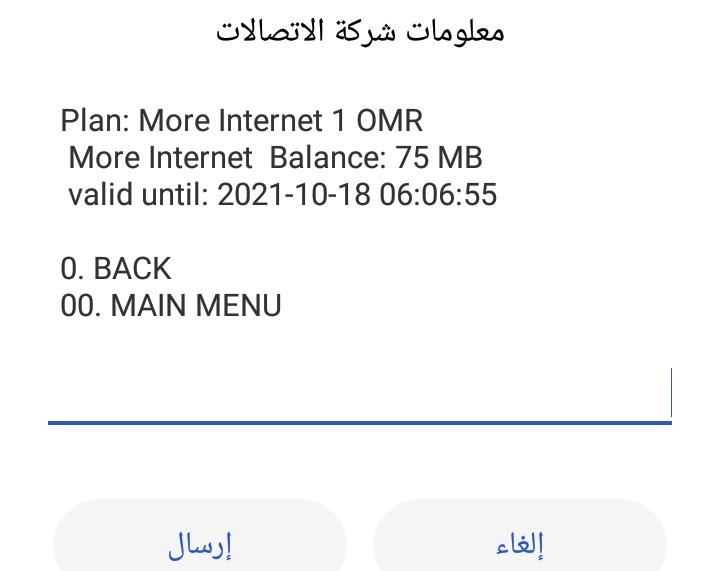 معلومات شركة الاتصالات
Plan: More Internet 1 OMR
More Internet  Balance: 75 MB
valid until: 2021-10-18 06:06:55
0. BACK
00. MAIN MENU
إلغاء
إرسال